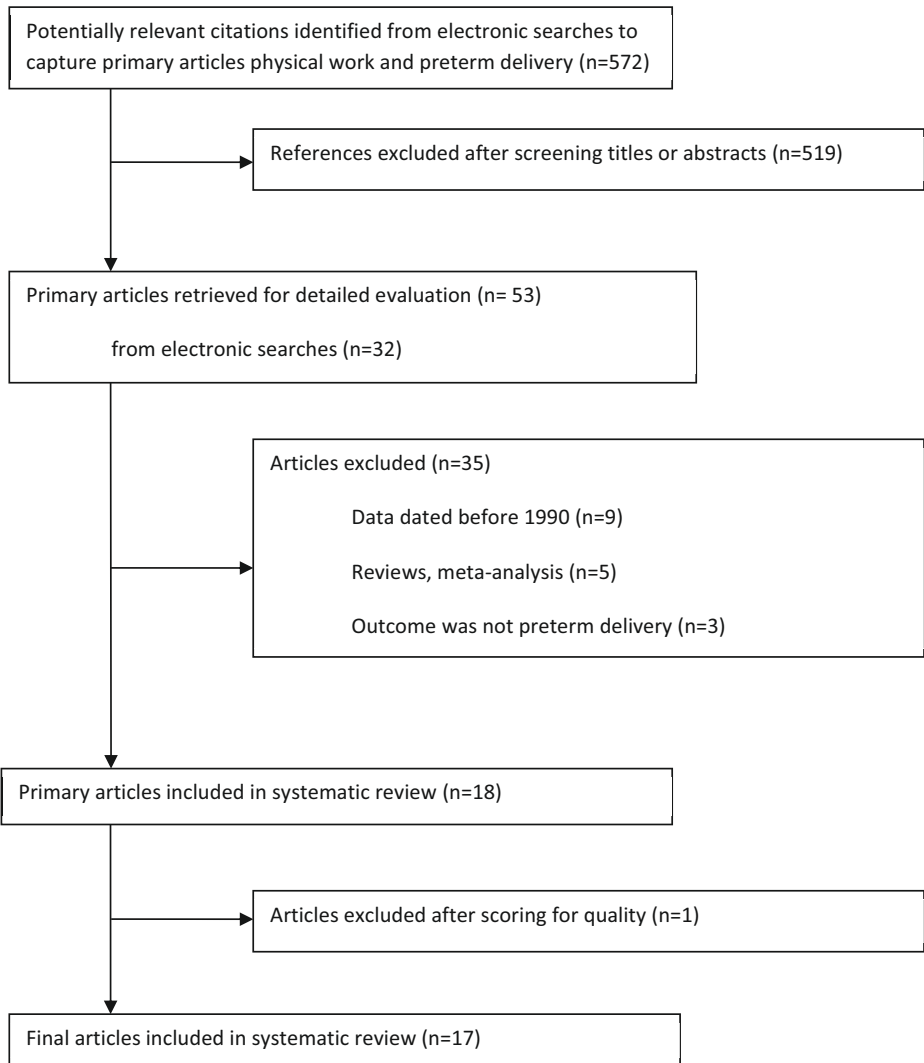 Potentially relevant citations identified from electronic searches to
capture primary articles physical work and preterm delivery (n=572)
References excluded after screening titles or abstracts (n=519)
Primary articles retrieved for detailed evaluation (n= 53)
from electronic searches (n=32)
Articles excluded (n=35)
Data dated before 1990 (n=9)
Reviews, meta-analysis (n=5)
Outcome was not preterm delivery (n=3)
Primary articles included in systematic review (n=18)
Articles excluded after scoring for quality (n=1)
Final articles included in systematic review (n=17)